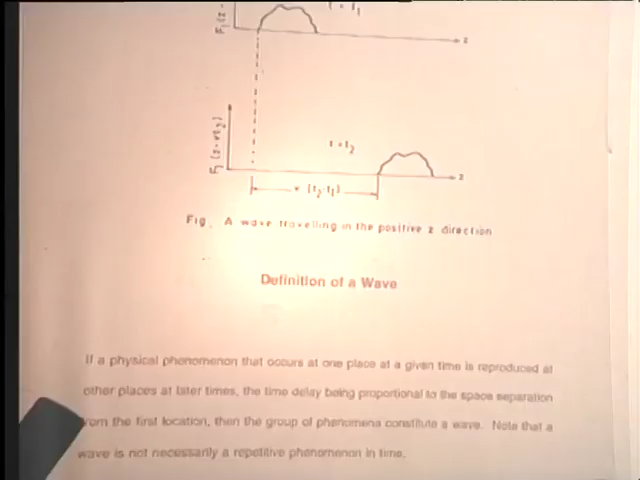 t = t₁
z
F₁ (z - vt₂)
t = t₂
z
v (t₂-t₁)
Fig. A wave travelling in the positive z direction
Definition of a Wave
If a physical phenomenon that occurs at one place at a given time is reproduced at
other places at later times, the time delay being proportional to the space separation
from the first location, then the group of phenomena constitute a wave. Note that a
wave is not necessarily a repetitive phenomenon in time.